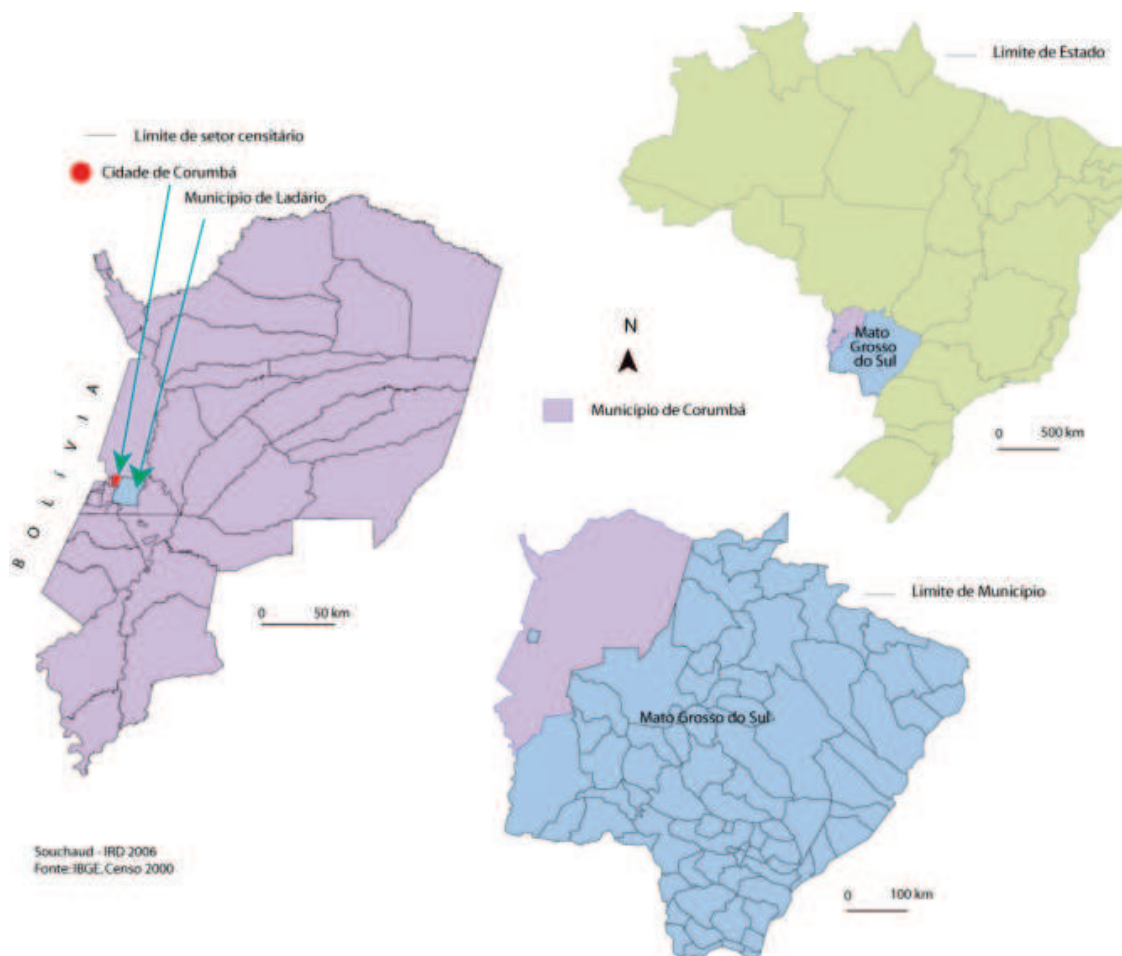 Limite de Estado
Limite de setor censitário
Cidade de Corumbá
Município de Ladário
N
Mato
Grosso
do Sul
Município de Corumbá
0 500 km
B O L Í V I A
0 50 km
Limite de Município
Mato Grosso do Sul
Souchaud - IRD 2006
Fonte: IBGE, Censo 2000
0 100 km